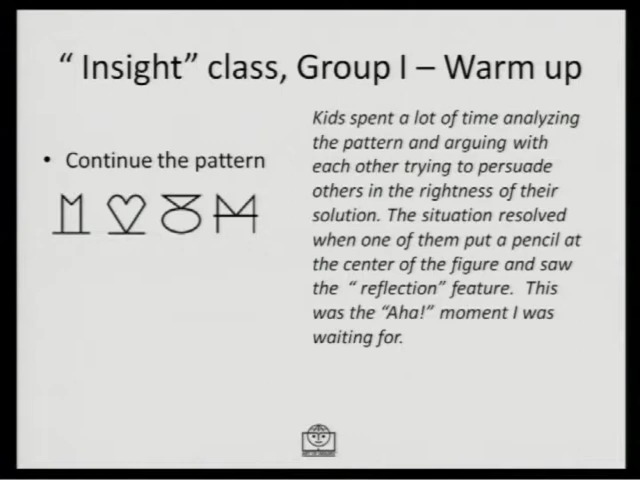 “ Insight” class, Group I – Warm up
• Continue the pattern
Kids spent a lot of time analyzing
the pattern and arguing with
each other trying to persuade
others in the rightness of their
solution. The situation resolved
when one of them put a pencil at
the center of the figure and saw
the “ reflection” feature. This
was the “Aha!” moment I was
waiting for.